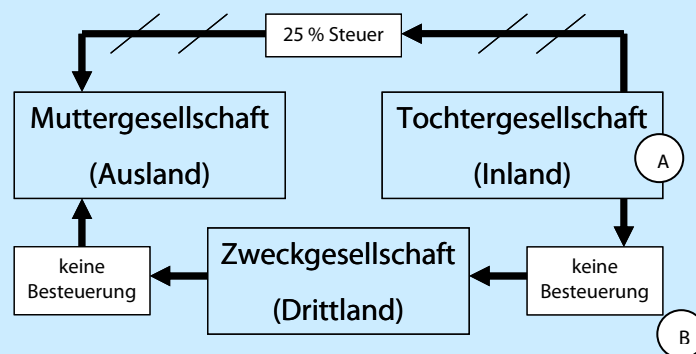 25 % Steuer
Muttergesellschaft
(Ausland)
Tochtergesellschaft
(Inland)
A
keine
Besteuerung
Zweckgesellschaft
(Drittland)
keine
Besteuerung
B